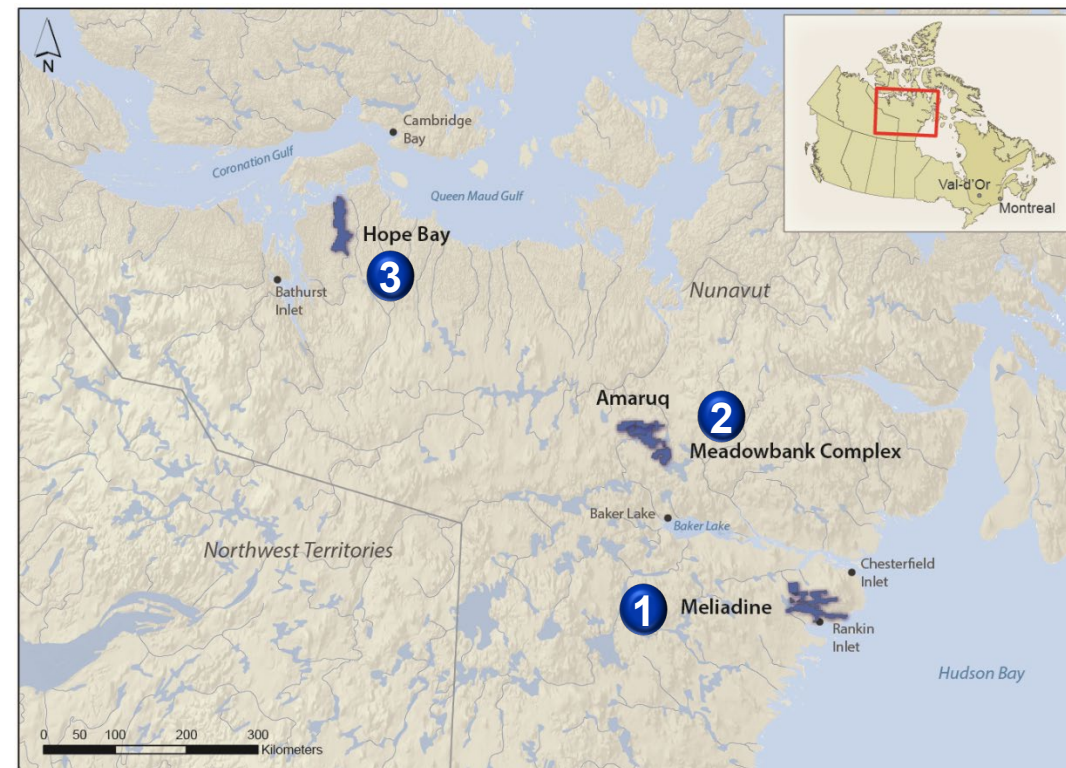 N
Cambridge
Bay
Coronation Gulf
Queen Maud Gulf
Val-d'Or
Montreal
Hope Bay
3
Bathurst
Inlet
Nunavut
Amaruq
2
Meadowbank Complex
Baker Lake
Baker Lake
Northwest Territories
Chesterfield
Inlet
1
Meliadine
Rankin
Inlet
Hudson Bay
0 50 100 200 300
Kilometers